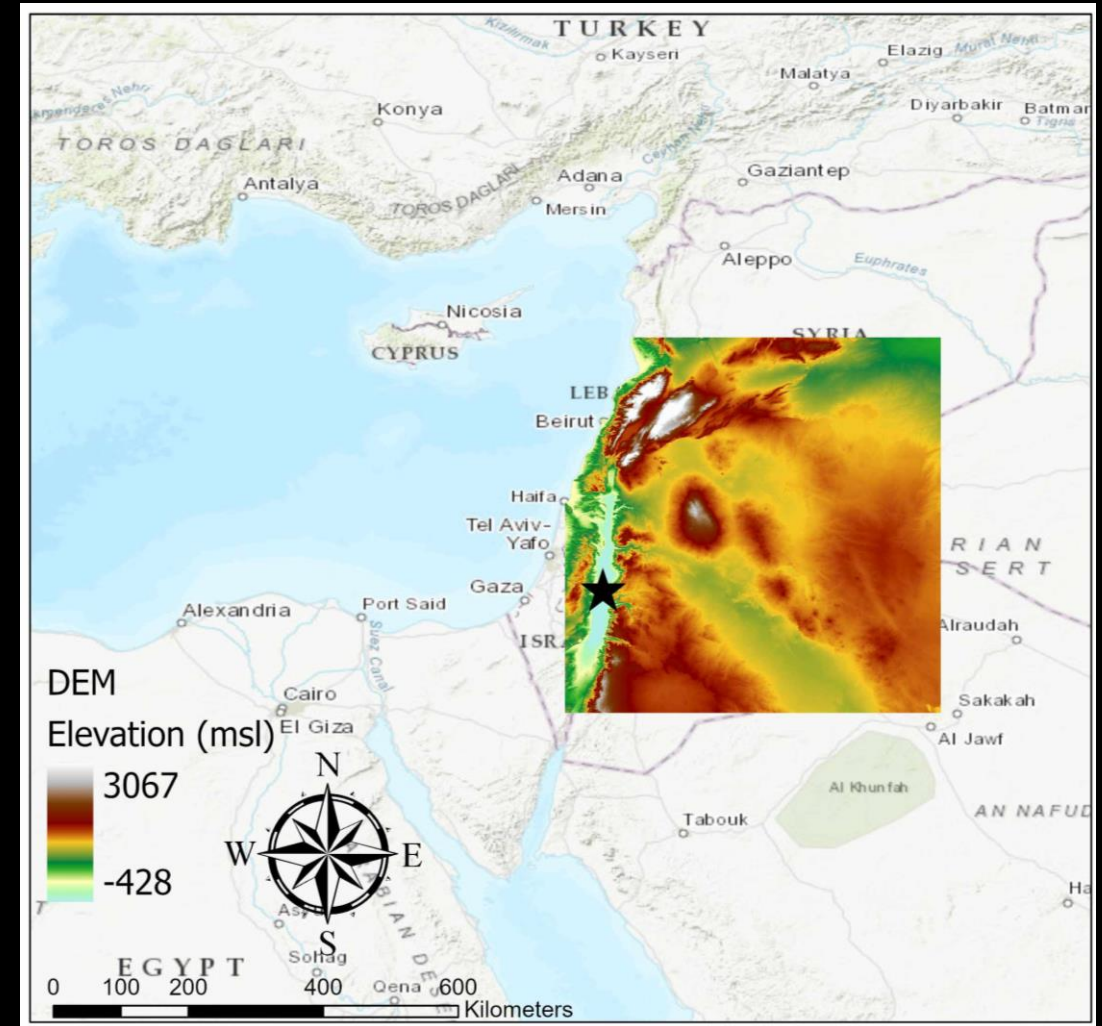 TURKEY
Kizilirmak
Kayseri
Elazig
Murat Nehri
Malatya
Diyarbakir
Batmar
Tigris
Konya
TOROS DAGLARI
Ceyhan Nehri
Gaziantep
Adana
Antalya
TOROS DAGLARI
Mersin
Aleppo
Euphrates
Nicosia
CYPRUS
SYRIA
LEB
Beirut
Haifa
Tel Aviv-
Yafo
RIAN
SERT
Gaza
Port Said
Alexandria
Suez Canal
ISR
Alraudah
DEM
Elevation (msl)
Cairo
El Giza
Sakakah
Al Jawf
3067
-428
N
W
E
S
Al Khunfah
AN NAFUD
Tabouk
Ha
EGYPT
Sohag
Qena
0 100 200 400 600
Kilometers